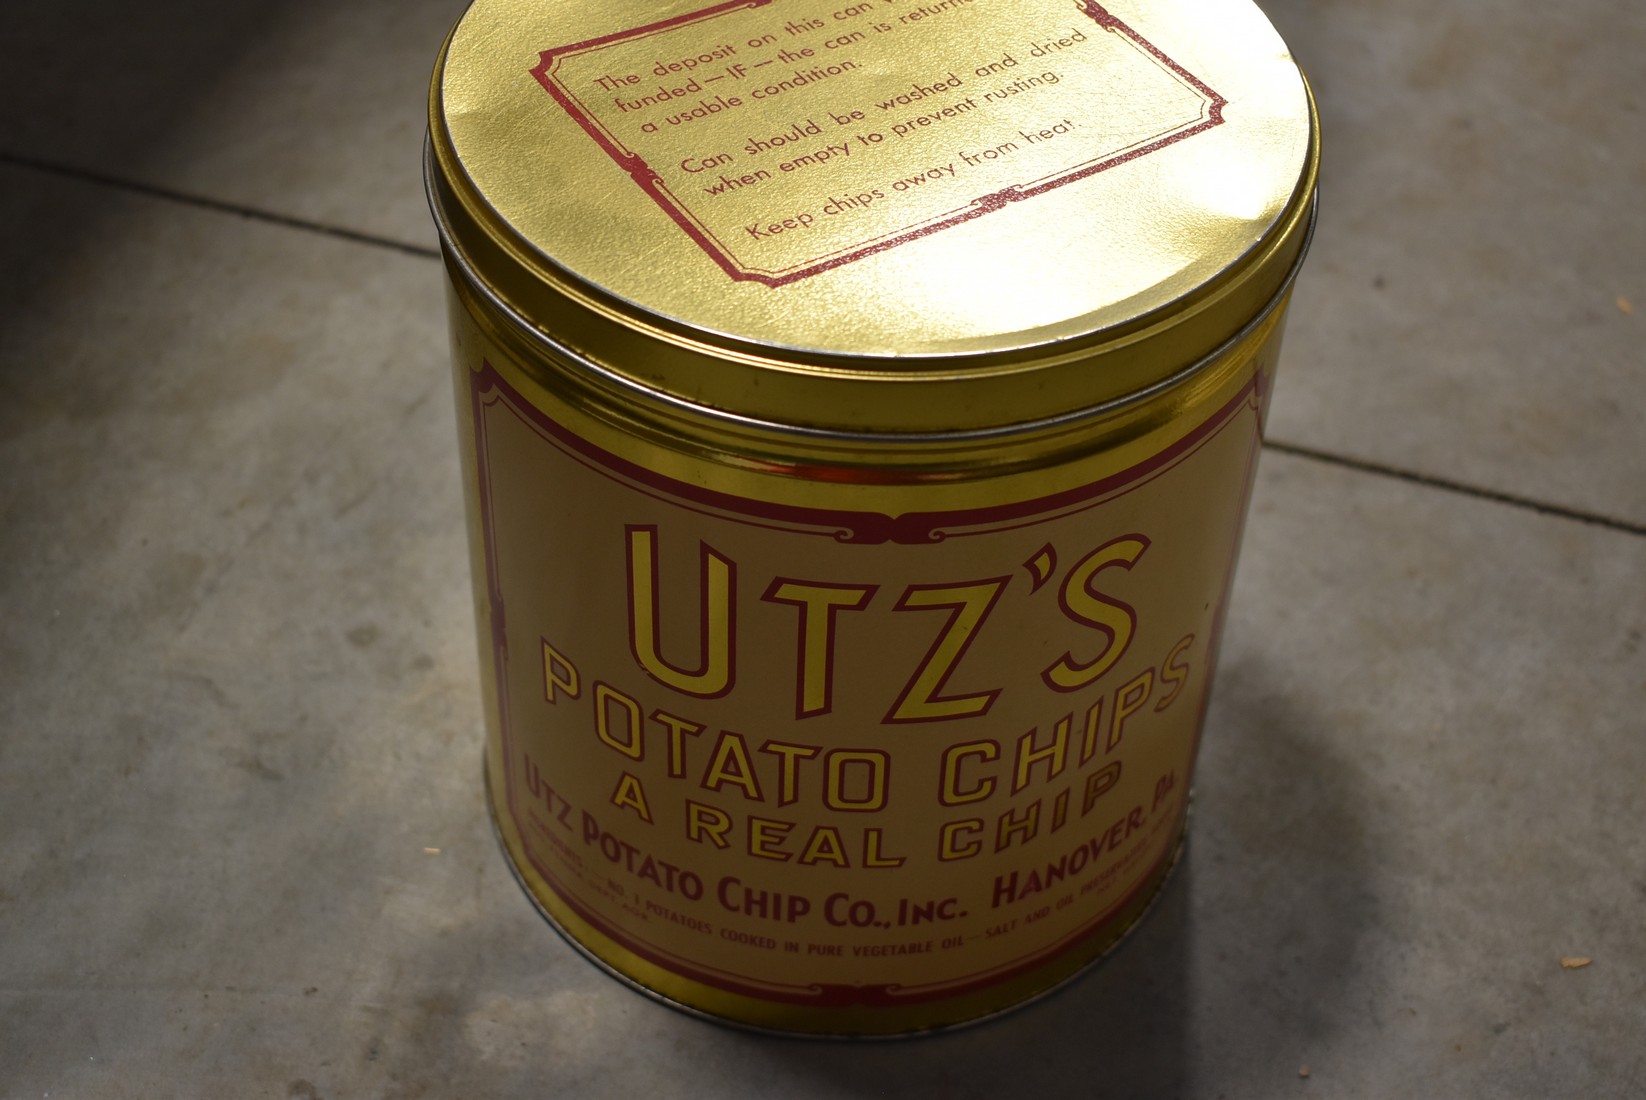 The deposit on this can
funded—IF—the can is return
a usable condition.
Can should be washed and dried
when empty to prevent rusting.
Keep chips away from heat.
UTZ'S
POTATO CHIPS
A REAL CHIP
UTZ POTATO CHIP CO., INC. HANOVER, PA.
NO. 1 POTATOES COOKED IN PURE VEGETABLE OIL—SALT AND OIL